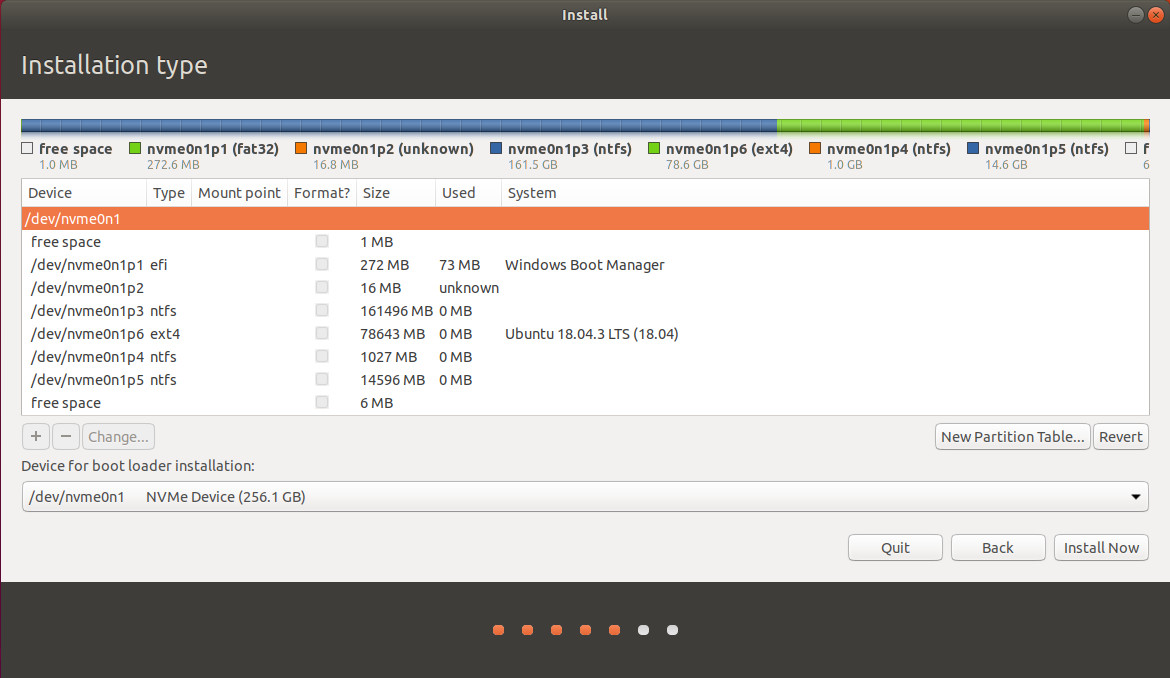 Install
Installation type
free space nvme0n1p1 (fat32) nvme0n1p2 (unknown) nvme0n1p3 (ntfs) nvme0n1p6 (ext4) nvme0n1p4 (ntfs) nvme0n1p5 (ntfs) f
1.0 MB 272.6 MB 16.8 MB 161.5 GB 78.6 GB 1.0 GB 14.6 GB 6
Device Type Mount point Format? Size Used System
/dev/nvme0n1
free space 1 MB
/dev/nvme0n1p1 efi 272 MB 73 MB Windows Boot Manager
/dev/nvme0n1p2 16 MB unknown
/dev/nvme0n1p3 ntfs 161496 MB 0 MB
/dev/nvme0n1p6 ext4 78643 MB 0 MB Ubuntu 18.04.3 LTS (18.04)
/dev/nvme0n1p4 ntfs 1027 MB 0 MB
/dev/nvme0n1p5 ntfs 14596 MB 0 MB
free space 6 MB
+ − Change... New Partition Table... Revert
Device for boot loader installation:
/dev/nvme0n1 NVMe Device (256.1 GB)
Quit Back Install Now